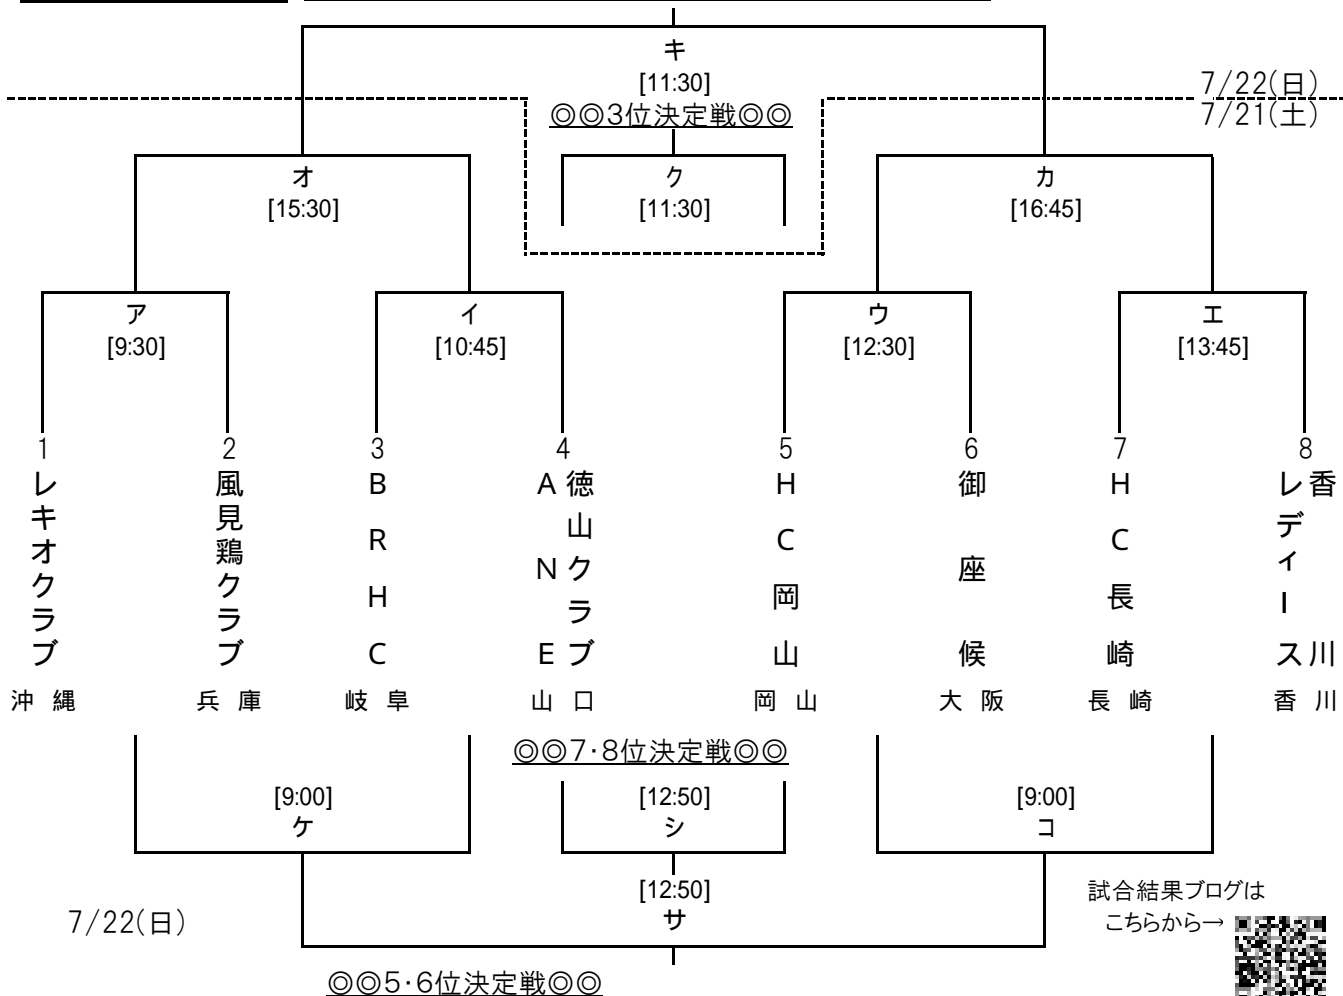 キ
[11:30]
7/22(日)
◎◎3位決定戦◎◎
7/21(土)
オ
ク
カ
[15:30]
[11:30]
[16:45]
ア
イ
ウ
エ
[9:30]
[10:45]
[12:30]
[13:45]
1
2
3
4
5
6
7
8
レキオクラブ
風見鶏クラブ
BRHC
徳山クラブ
ANE
HC岡山
御座候
HC長崎
香川
レディース
沖縄
兵庫
岐阜
山口
岡山
大阪
長崎
香川
◎◎7・8位決定戦◎◎
[9:00]
[12:50]
[9:00]
ケ
シ
コ
[12:50]
サ
7/22(日)
試合結果ブログは
こちらから→
◎◎5・6位決定戦◎◎